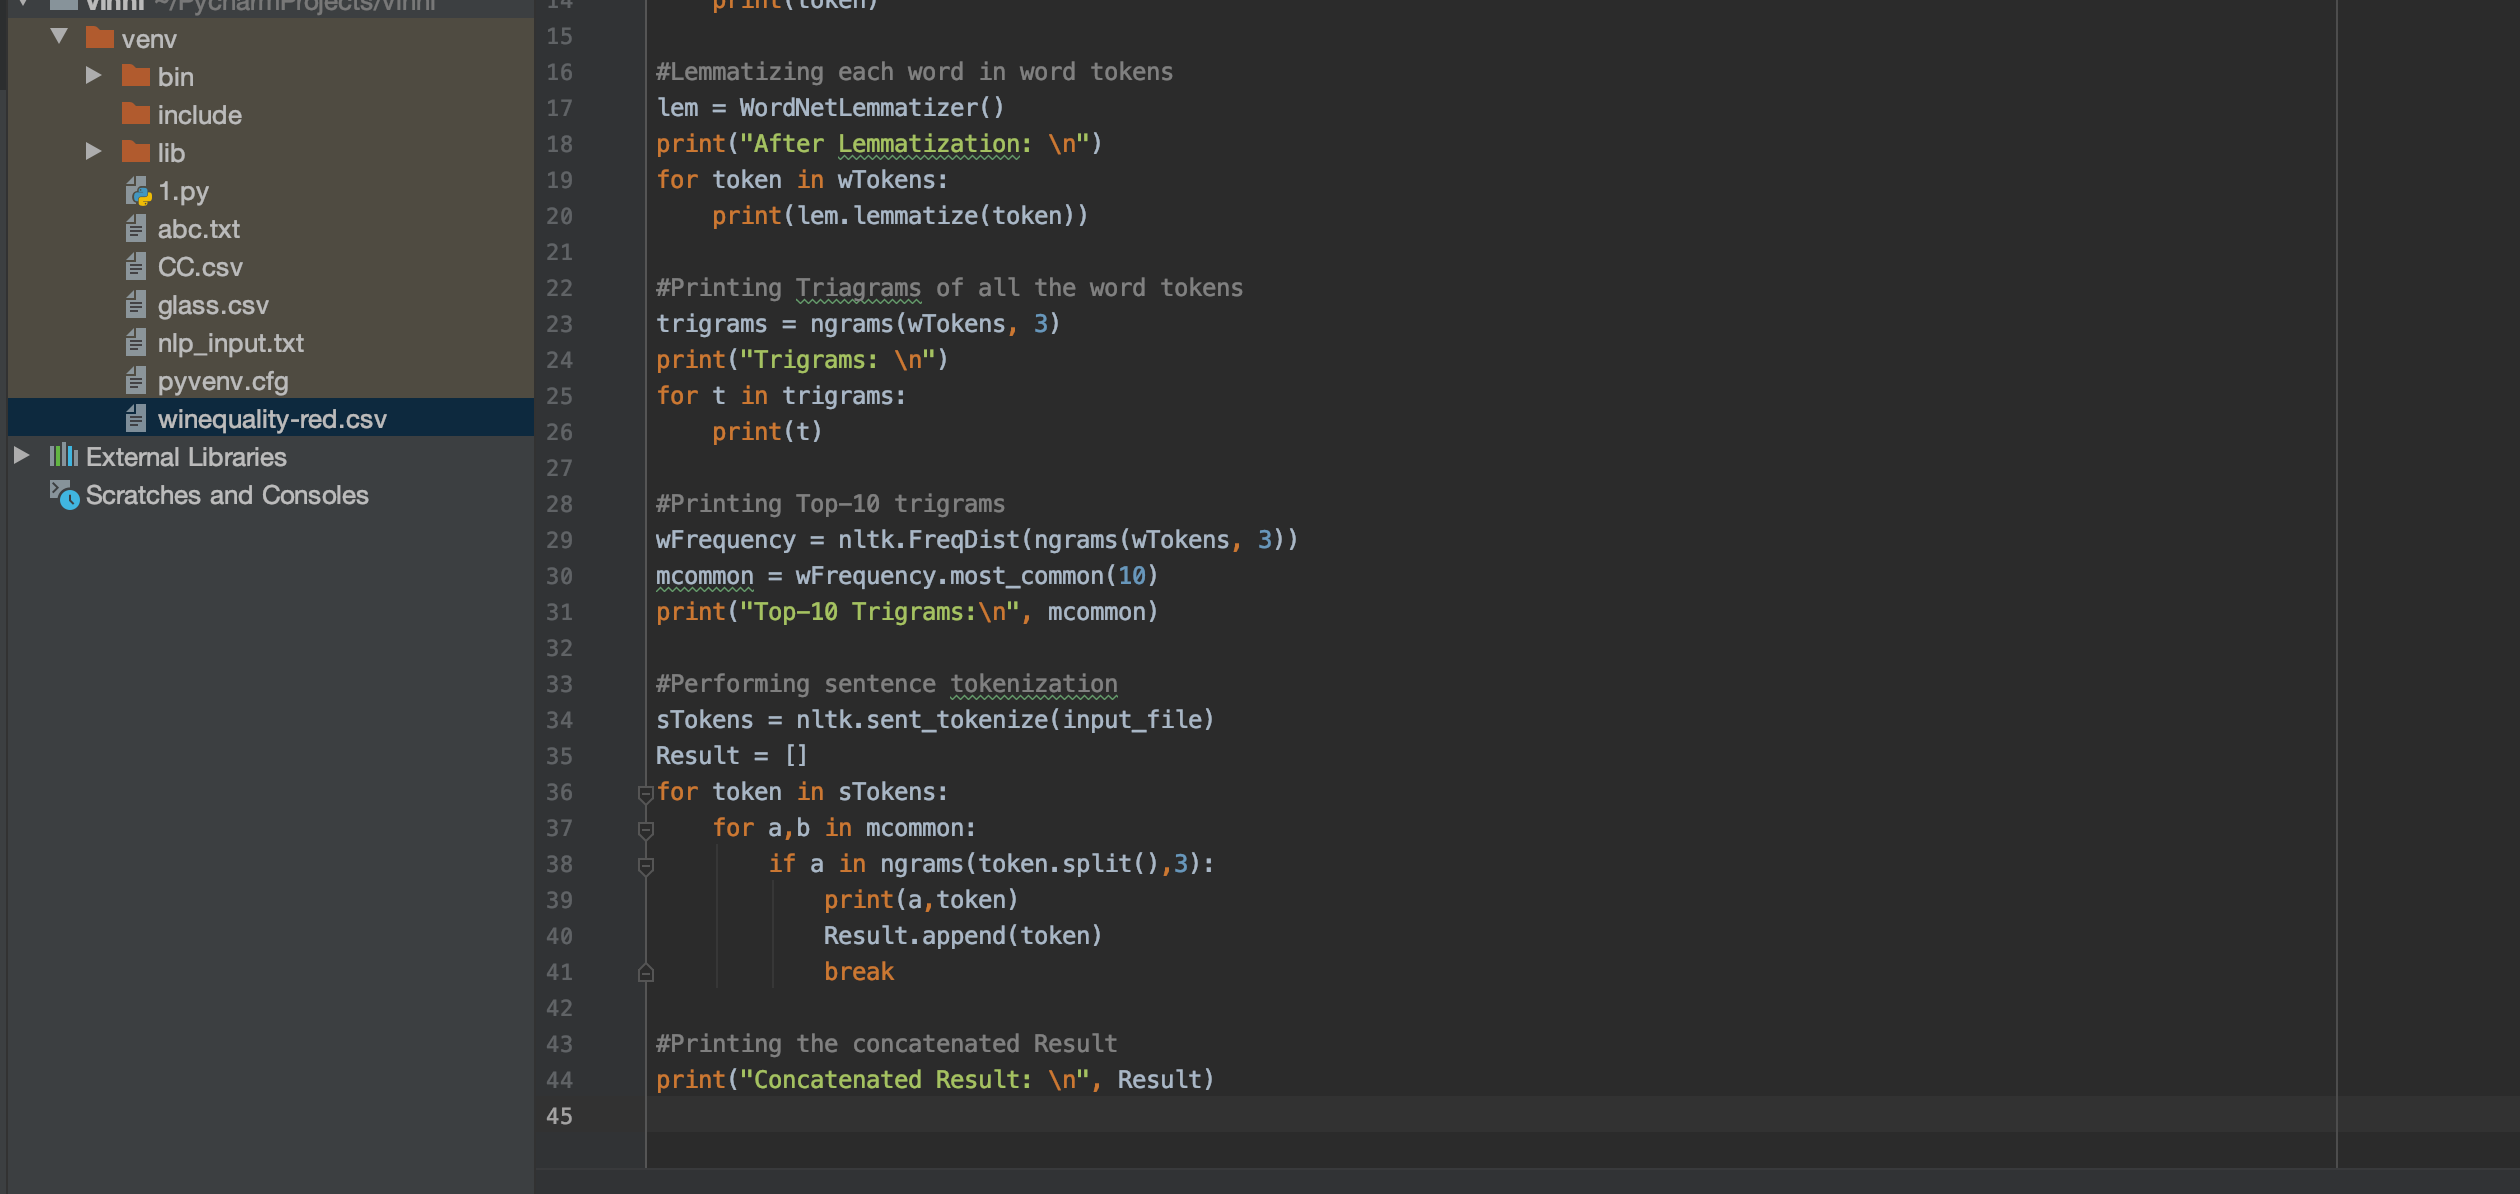 vinni ~/PycharmProjects/vinni
venv
bin
include
lib
1.py
abc.txt
CC.csv
glass.csv
nlp_input.txt
pyvenv.cfg
winequality-red.csv
External Libraries
Scratches and Consoles
14 print(token)
15
16 #Lemmatizing each word in word tokens
17 lem = WordNetLemmatizer()
18 print("After Lemmatization: \n")
19 for token in wTokens:
20 print(lem.lemmatize(token))
21
22 #Printing Triagrams of all the word tokens
23 trigrams = ngrams(wTokens, 3)
24 print("Trigrams: \n")
25 for t in trigrams:
26 print(t)
27
28 #Printing Top-10 trigrams
29 wFrequency = nltk.FreqDist(ngrams(wTokens, 3))
30 mcommon = wFrequency.most_common(10)
31 print("Top-10 Trigrams:\n", mcommon)
32
33 #Performing sentence tokenization
34 sTokens = nltk.sent_tokenize(input_file)
35 Result = []
36 for token in sTokens:
37 for a,b in mcommon:
38 if a in ngrams(token.split(),3):
39 print(a,token)
40 Result.append(token)
41 break
42
43 #Printing the concatenated Result
44 print("Concatenated Result: \n", Result)
45